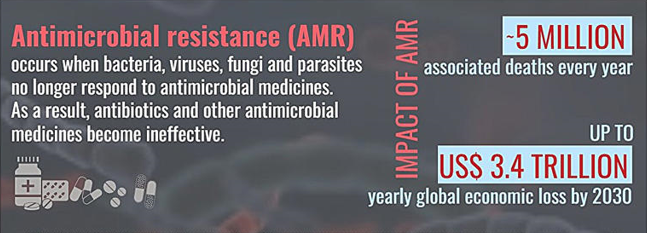 Antimicrobial resistance (AMR)
occurs when bacteria, viruses, fungi and parasites
no longer respond to antimicrobial medicines.
As a result, antibiotics and other antimicrobial
medicines become ineffective.
IMPACT OF AMR
~5 MILLION
associated deaths every year
UP TO
US$ 3.4 TRILLION
yearly global economic loss by 2030